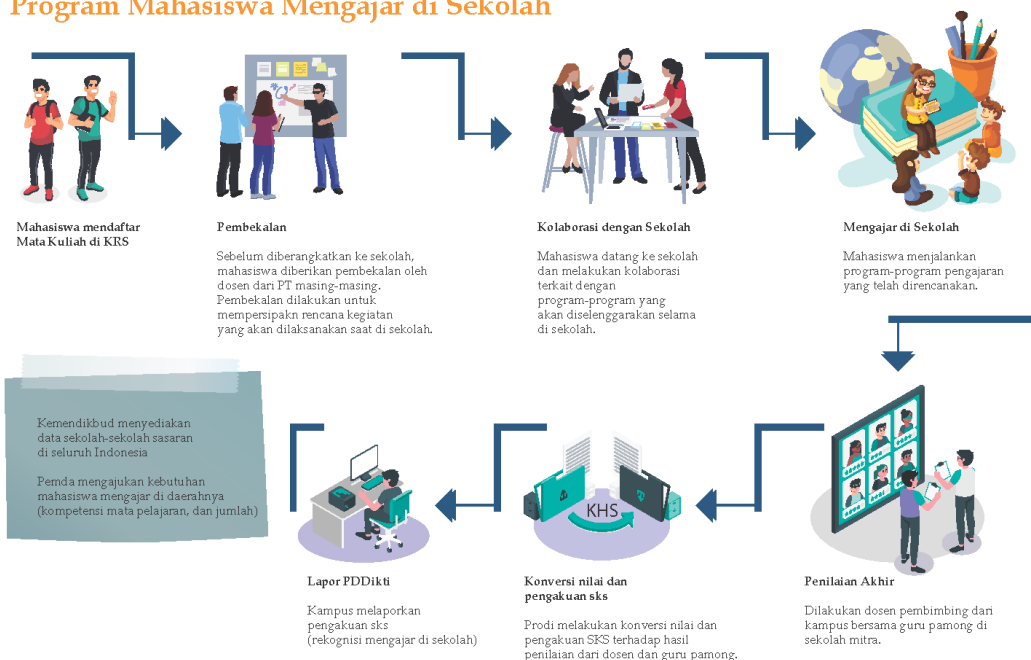 Program Mahasiswa Mengajar di Sekolah
Mahasiswa mendaftar
Mata Kuliah di KRS
Pembekalan
Sebelum diberangkatkan ke sekolah,
mahasiswa diberikan pembekalan oleh
dosen dari PT masing-masing.
Pembekalan dilakukan untuk
mempersipakn rencana kegiatan
yang akan dilaksanakan saat di sekolah.
Kolaborasi dengan Sekolah
Mahasiswa datang ke sekolah
dan melakukan kolaborasi
terkait dengan
program-program yang
akan diselenggarakan selama
di sekolah.
Mengajar di Sekolah
Mahasiswa menjalankan
program-program pengajaran
yang telah direncanakan.
Kemendikbud menyediakan
data sekolah-sekolah sasaran
di seluruh Indonesia
Pemda mengajukan kebutuhan
mahasiswa mengajar di daerahnya
(kompetensi mata pelajaran, dan jumlah)
Lapor PDDikti
Kampus melaporkan
pengakuan sks
(rekognisi mengajar di sekolah)
KHS
Konversi nilai dan
pengakuan sks
Prodi melakukan konversi nilai dan
pengakuan SKS terhadap hasil
penilaian dari dosen dan guru pamong.
Penilaian Akhir
Dilakukan dosen pembimbing dari
kampus bersama guru pamong di
sekolah mitra.